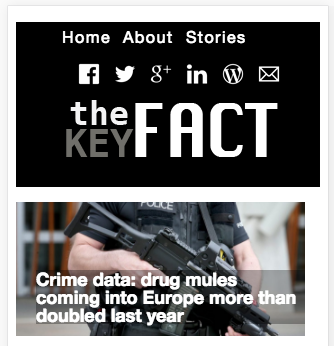 Home About Stories
g+ in
the
KEY FACT
POLICE
Crime data: drug mules
coming into Europe more than
doubled last year